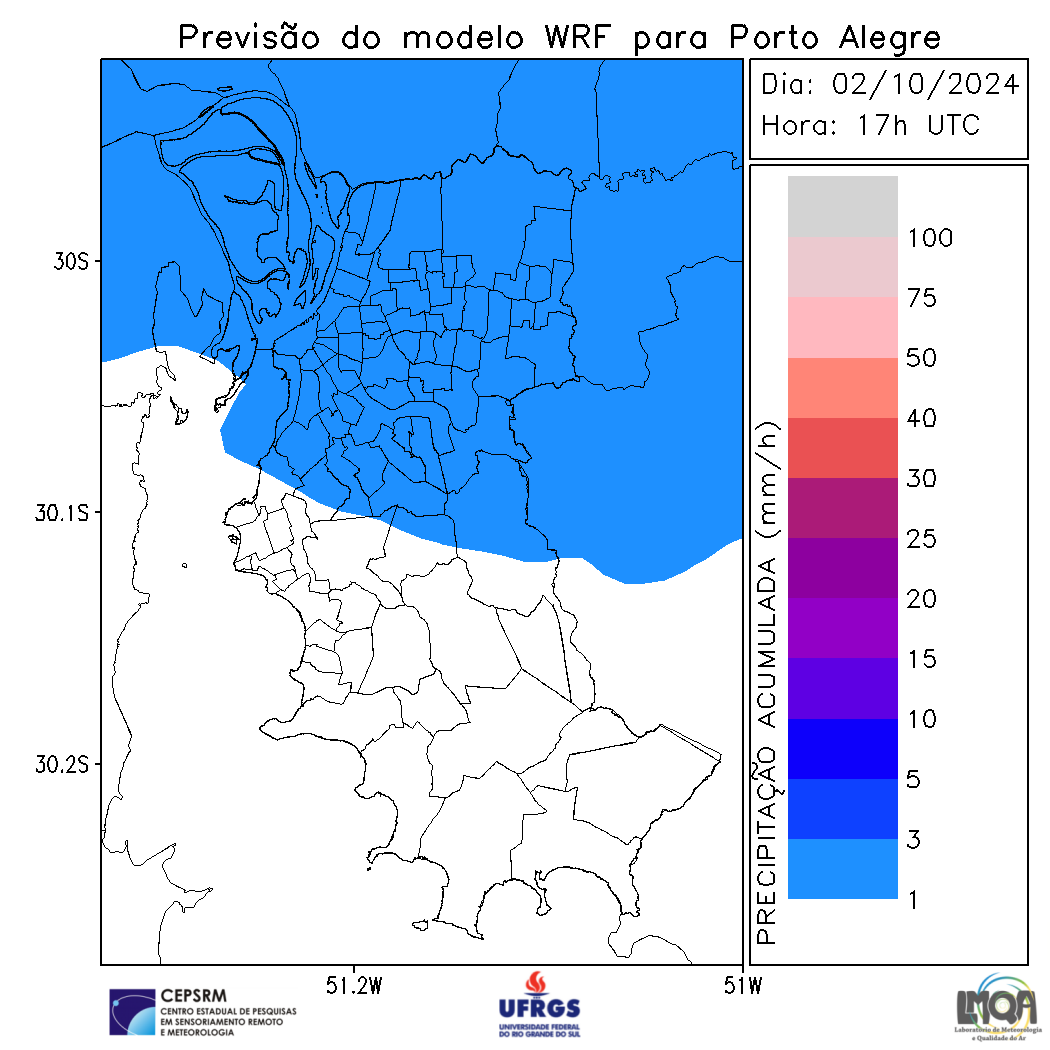 Previsão do modelo WRF para Porto Alegre
Dia: 02/10/2024
Hora: 17h UTC
30S
30.1S
30.2S
51.2W
51W
PRECIPITAÇÃO ACUMULADA (mm/h)
100
75
50
40
30
25
20
15
10
5
3
1
CEPSRM
CENTRO ESTADUAL DE PESQUISAS
EM SENSORIAMENTO REMOTO
E METEOROLOGIA
UFRGS
UNIVERSIDADE FEDERAL
DO RIO GRANDE DO SUL
LMQA
Laboratório de Meteorologia
e Qualidade do Ar